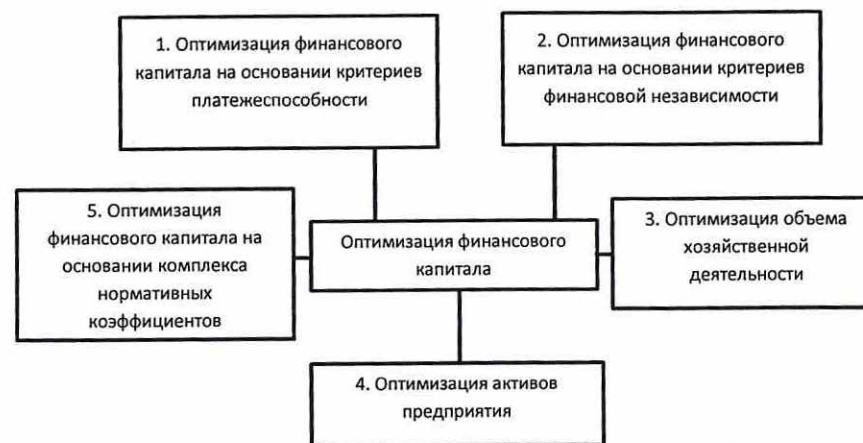 1. Оптимизация финансового
капитала на основании критериев
платежеспособности
2. Оптимизация финансового
капитала на основании критериев
финансовой независимости
5. Оптимизация
финансового капитала на
основании комплекса
нормативных
коэффициентов
Оптимизация финансового
капитала
3. Оптимизация объема
хозяйственной
деятельности
4. Оптимизация активов
предприятия